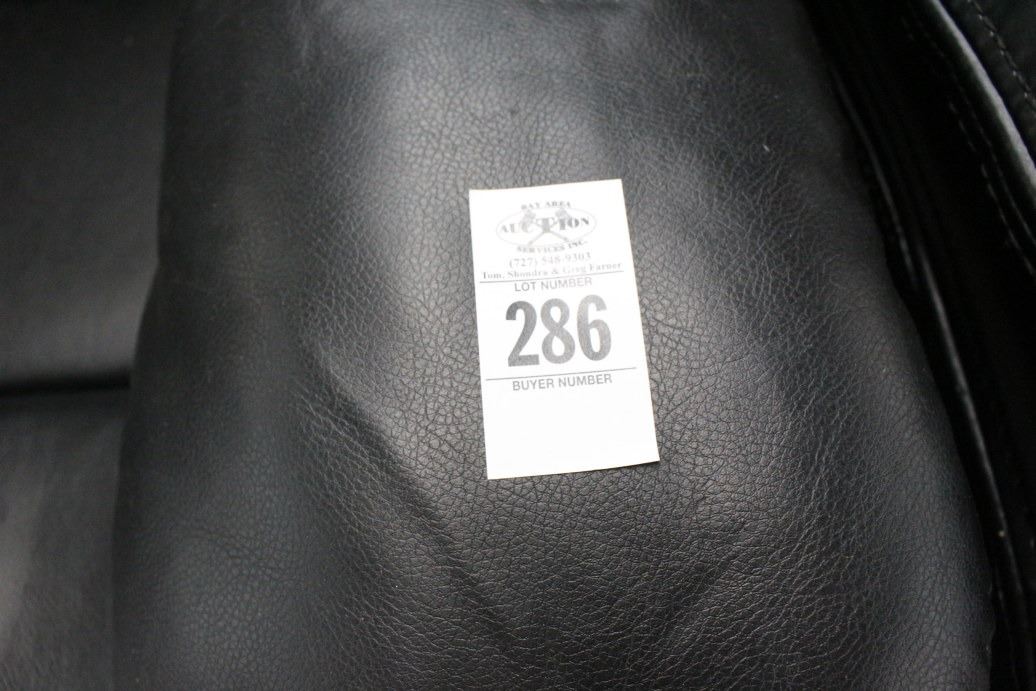 BAY AREA
AUCTION
SERVICES INC.
(727) 548-9303
Tom, Shondra & Greg Farner
LOT NUMBER
286
BUYER NUMBER